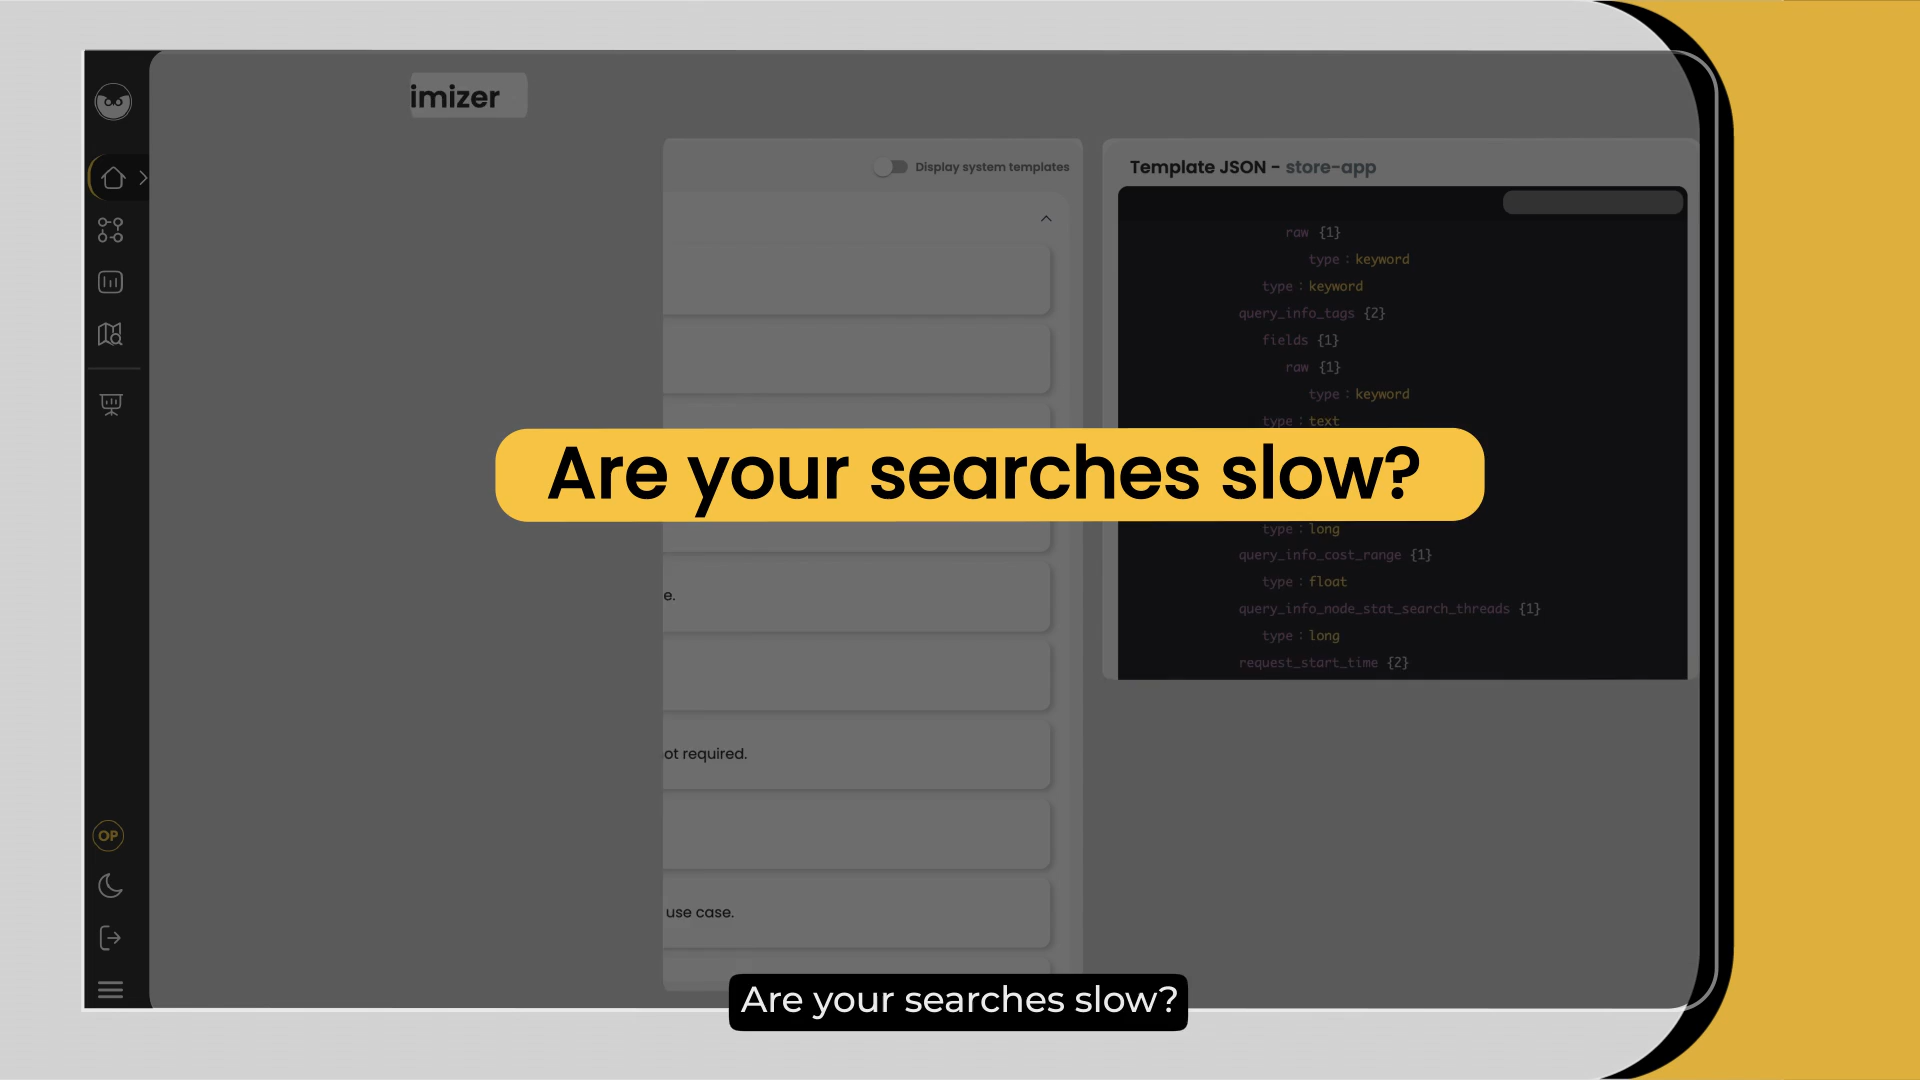 imizer
Display system templates
e.
not required.
use case.
Template JSON - store-app
raw {1}
type : keyword
type : keyword
query_info_tags {2}
fields {1}
raw {1}
type : keyword
type : text
type : long
query_info_cost_range {1}
type : float
query_info_node_stat_search_threads {1}
type : long
request_start_time {2}
Are your searches slow?
OP
Are your searches slow?